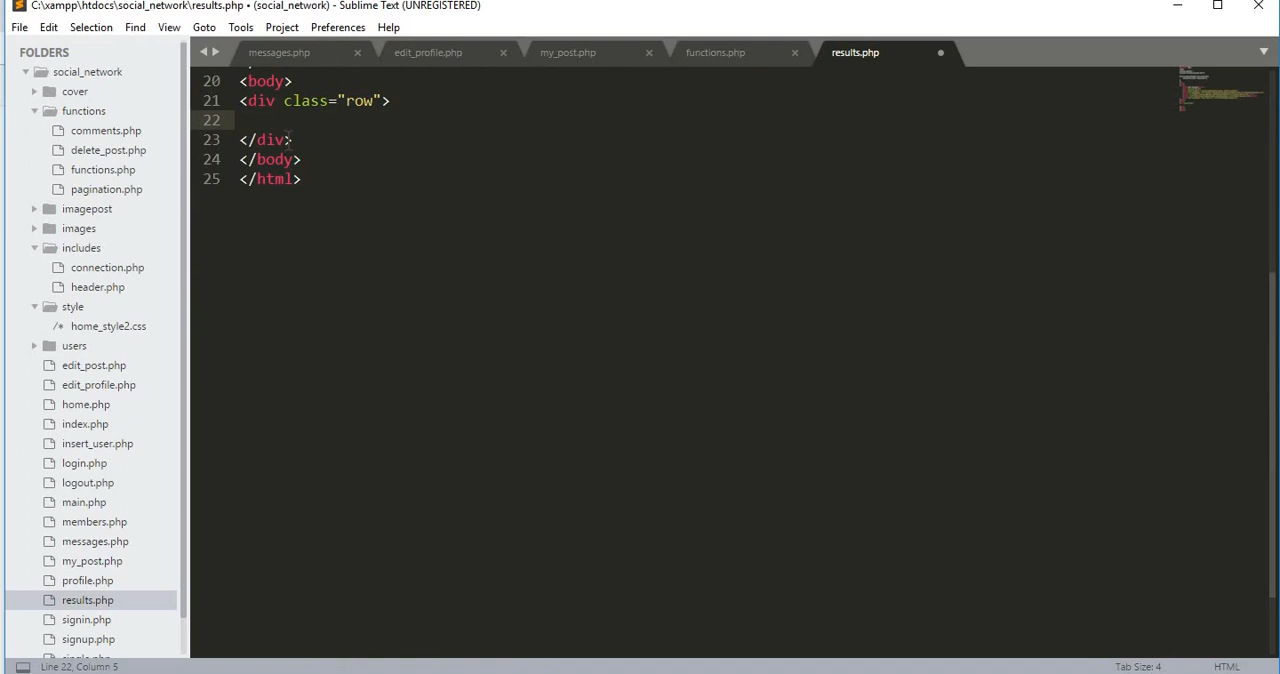 C:\xampp\htdocs\social_network\results.php • (social_network) - Sublime Text (UNREGISTERED)
File Edit Selection Find View Goto Tools Project Preferences Help
FOLDERS
social_network
cover
functions
comments.php
delete_post.php
functions.php
pagination.php
imagepost
images
includes
connection.php
header.php
style
/* home_style2.css
users
edit_post.php
edit_profile.php
home.php
index.php
insert_user.php
login.php
logout.php
main.php
members.php
messages.php
my_post.php
profile.php
results.php
signin.php
signup.php
messages.php edit_profile.php my_post.php functions.php results.php
20 <body>
21 <div class="row">
22
23 </div>
24 </body>
25 </html>
Line 22, Column 5 Tab Size: 4 HTML